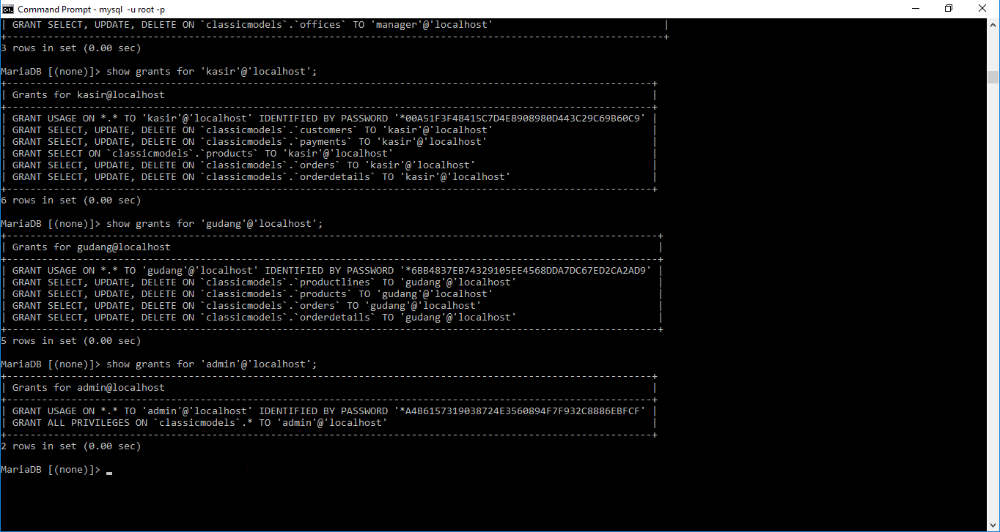 Command Prompt - mysql -u root -p
| GRANT SELECT, UPDATE, DELETE ON `classicmodels`.`offices` TO 'manager'@'localhost' |
3 rows in set (0.00 sec)
MariaDB [(none)]> show grants for 'kasir'@'localhost';
| Grants for kasir@localhost |
| GRANT USAGE ON *.* TO 'kasir'@'localhost' IDENTIFIED BY PASSWORD '*00A51F3F48415C7D4E8908980D443C29C69B60C9' |
| GRANT SELECT, UPDATE, DELETE ON `classicmodels`.`customers` TO 'kasir'@'localhost' |
| GRANT SELECT, UPDATE, DELETE ON `classicmodels`.`payments` TO 'kasir'@'localhost' |
| GRANT SELECT ON `classicmodels`.`products` TO 'kasir'@'localhost' |
| GRANT SELECT, UPDATE, DELETE ON `classicmodels`.`orders` TO 'kasir'@'localhost' |
| GRANT SELECT, UPDATE, DELETE ON `classicmodels`.`orderdetails` TO 'kasir'@'localhost' |
6 rows in set (0.00 sec)
MariaDB [(none)]> show grants for 'gudang'@'localhost';
| Grants for gudang@localhost |
| GRANT USAGE ON *.* TO 'gudang'@'localhost' IDENTIFIED BY PASSWORD '*6BB4837EB74329105EE4568DDA7DC67ED2CA2AD9' |
| GRANT SELECT, UPDATE, DELETE ON `classicmodels`.`productlines` TO 'gudang'@'localhost' |
| GRANT SELECT, UPDATE, DELETE ON `classicmodels`.`products` TO 'gudang'@'localhost' |
| GRANT SELECT, UPDATE, DELETE ON `classicmodels`.`orders` TO 'gudang'@'localhost' |
| GRANT SELECT, UPDATE, DELETE ON `classicmodels`.`orderdetails` TO 'gudang'@'localhost' |
5 rows in set (0.00 sec)
MariaDB [(none)]> show grants for 'admin'@'localhost';
| Grants for admin@localhost |
| GRANT USAGE ON *.* TO 'admin'@'localhost' IDENTIFIED BY PASSWORD '*A4B6157319038724E3560894F7F932C8886EBFCF' |
| GRANT ALL PRIVILEGES ON `classicmodels`.* TO 'admin'@'localhost' |
2 rows in set (0.00 sec)
MariaDB [(none)]>